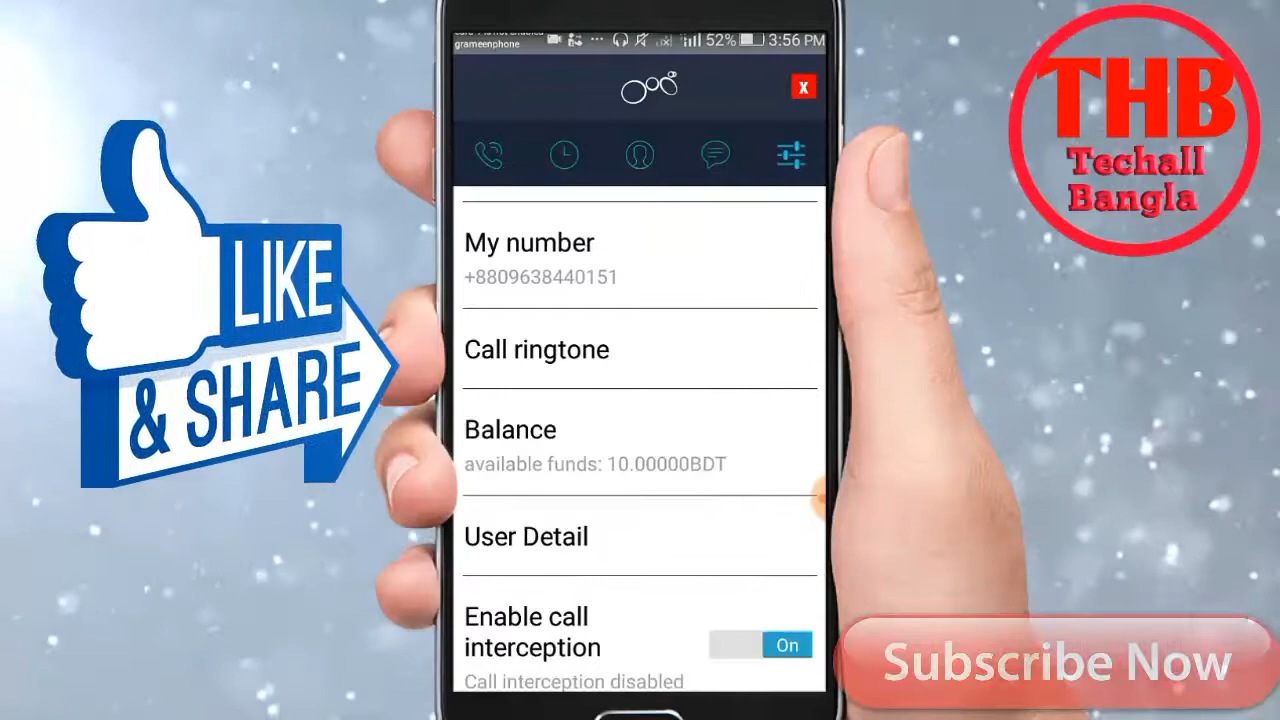 grameenphone
52%
3:56 PM
X
THB
Techall
Bangla
My number
+8809638440151
LIKE
& SHARE
Call ringtone
Balance
available funds: 10.00000BDT
User Detail
Enable call
interception
On
Call interception disabled
Subscribe Now